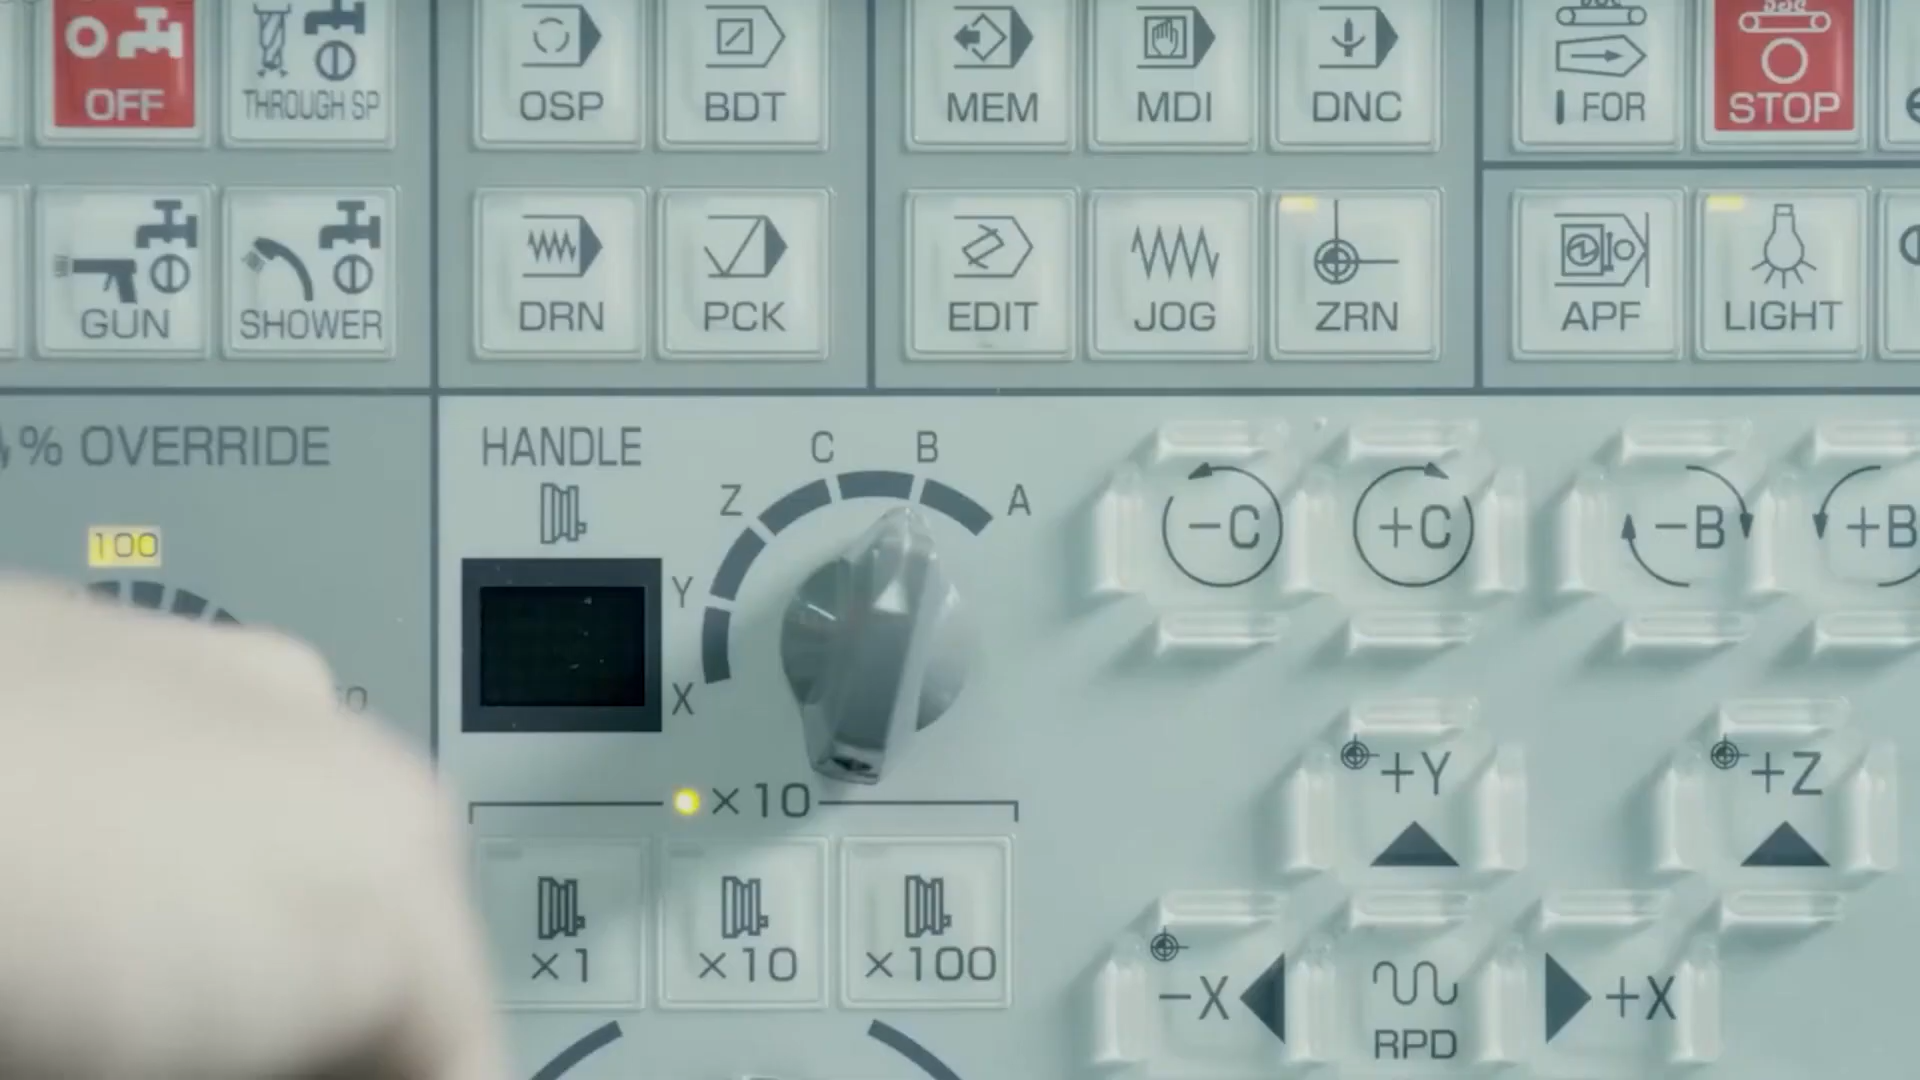 OFF
THROUGH SP
OSP
BDT
MEM
MDI
DNC
FOR
STOP
GUN
SHOWER
DRN
PCK
EDIT
JOG
ZRN
APF
LIGHT
% OVERRIDE
HANDLE
C
B
Z
A
Y
X
100
−C
+C
−B
+B
×10
×1
×10
×100
+Y
+Z
−X
RPD
+X